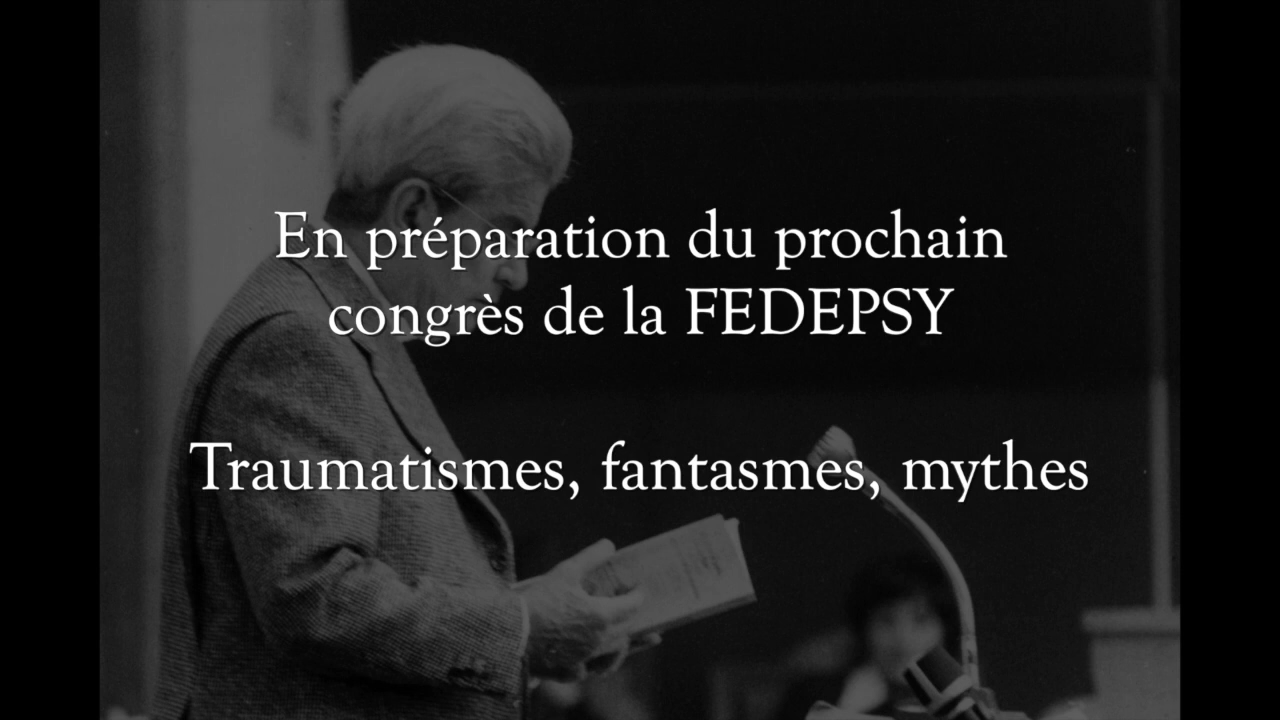 En préparation du prochain
congrès de la FEDEPSY
Traumatismes, fantasmes, mythes